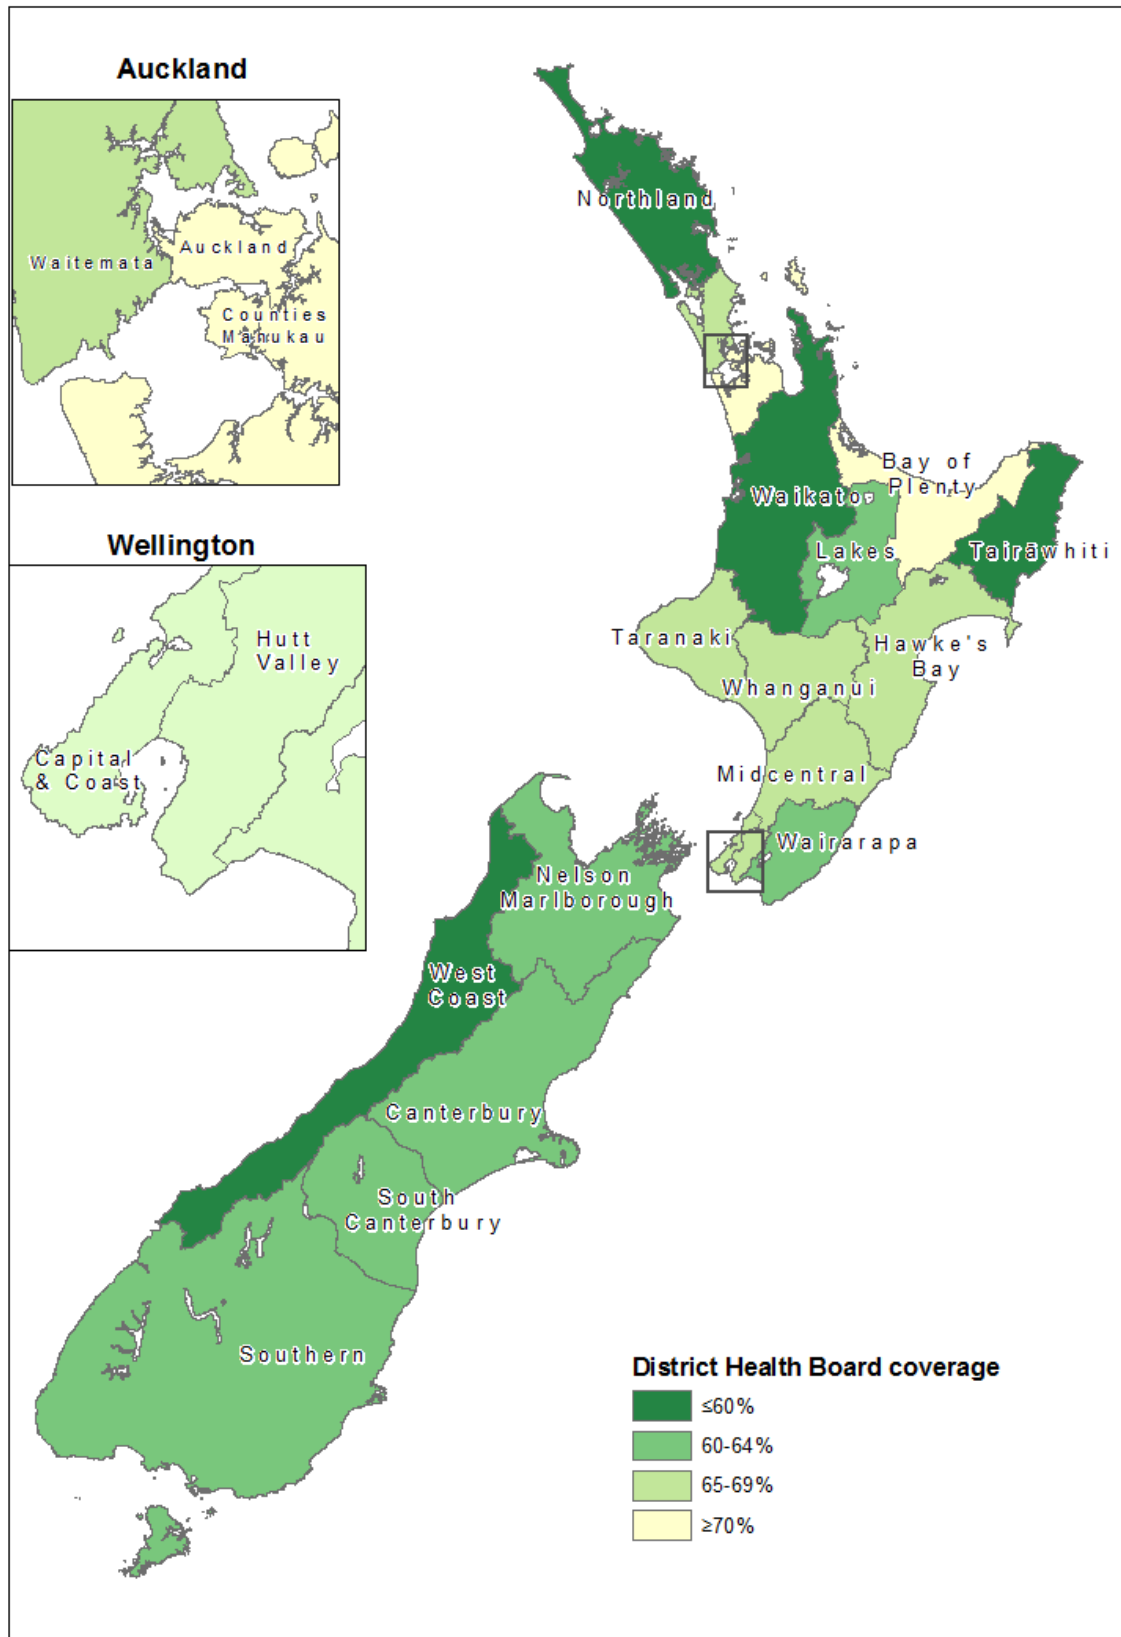 Auckland
Waitemata
Auckland
Counties
Manukau
Wellington
Hutt
Valley
Capital
& Coast
Northland
Bay of
Plenty
Waikato
Lakes
Tairāwhiti
Taranaki
Hawke's
Bay
Whanganui
Midcentral
Wairarapa
Nelson
Marlborough
West
Coast
Canterbury
South
Canterbury
Southern
District Health Board coverage
≤60%
60-64%
65-69%
≥70%